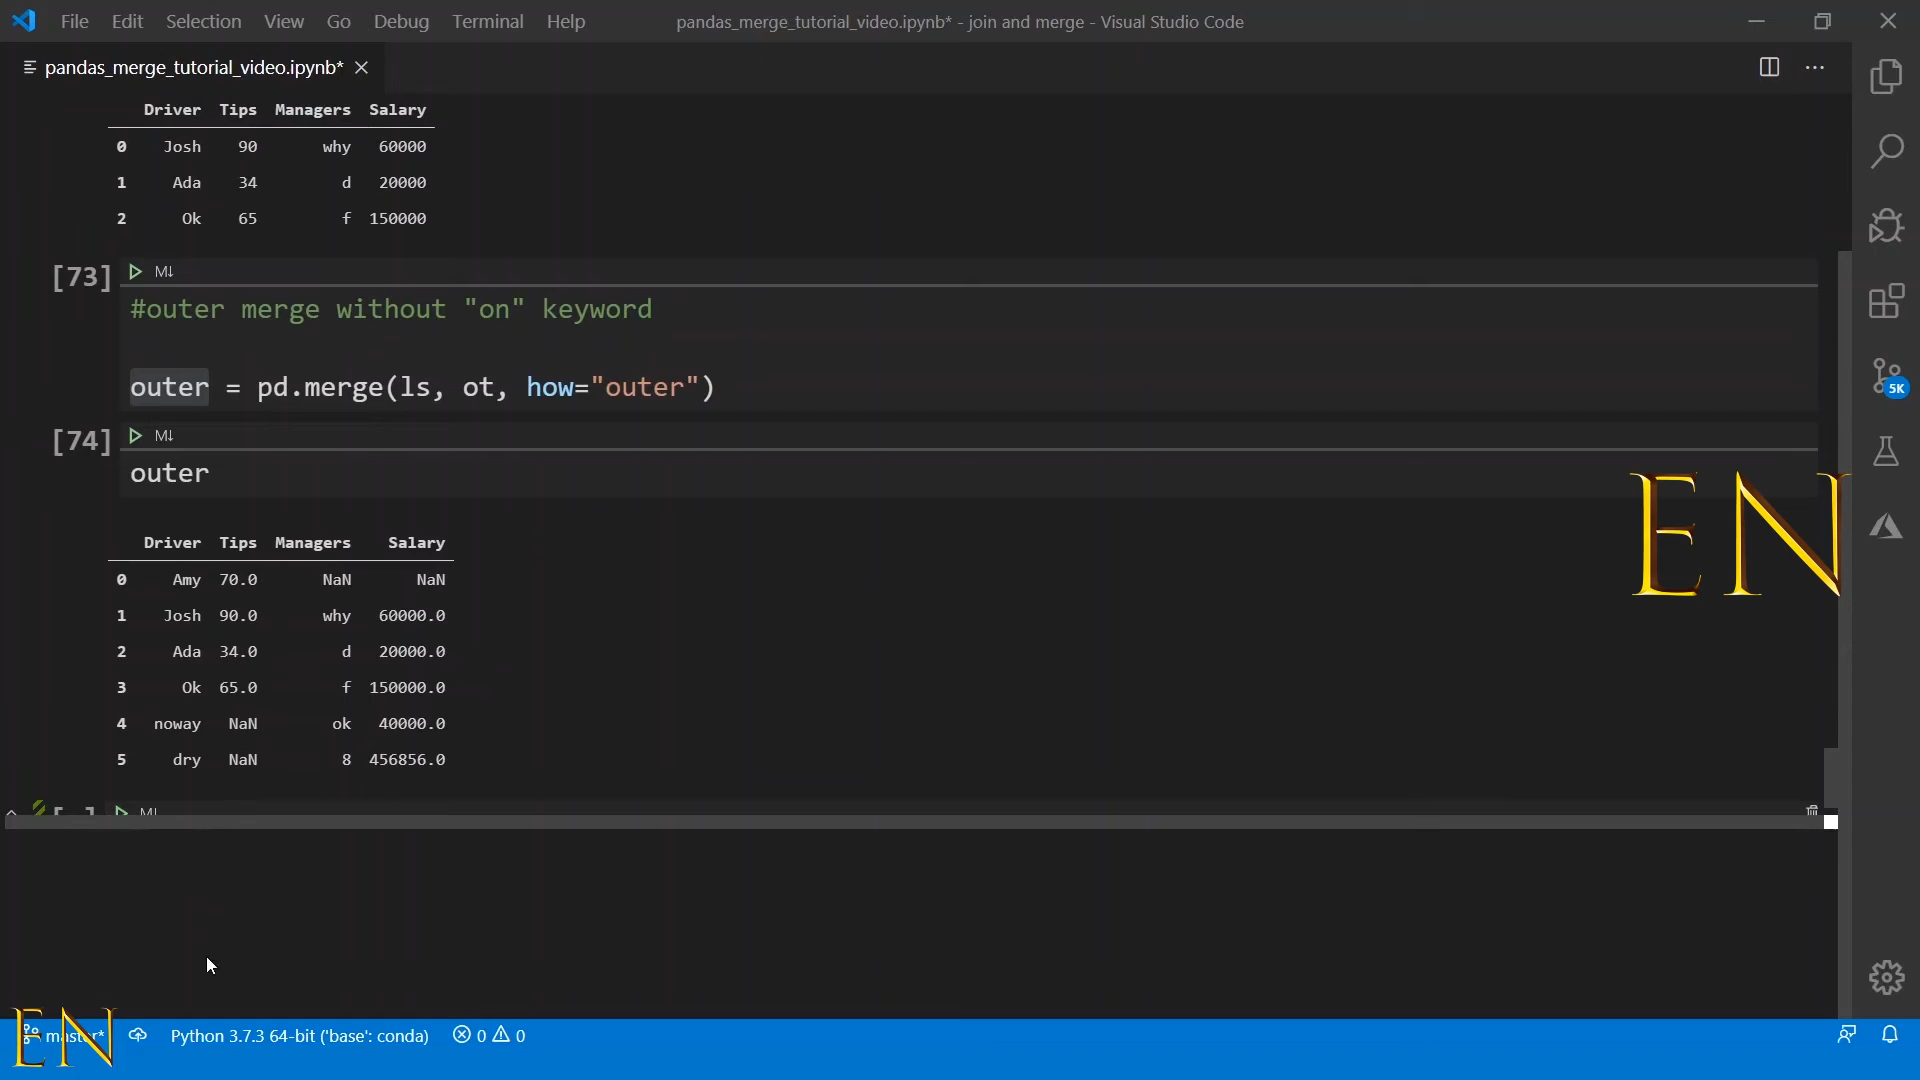 File Edit Selection View Go Debug Terminal Help pandas_merge_tutorial_video.ipynb* - join and merge - Visual Studio Code
pandas_merge_tutorial_video.ipynb*
Driver Tips Managers Salary
0 Josh 90 why 60000
1 Ada 34 d 20000
2 Ok 65 f 150000
[73] M↓
#outer merge without "on" keyword
outer = pd.merge(ls, ot, how="outer")
[74] M↓
outer
Driver Tips Managers Salary
0 Amy 70.0 NaN NaN
1 Josh 90.0 why 60000.0
2 Ada 34.0 d 20000.0
3 Ok 65.0 f 150000.0
4 noway NaN ok 40000.0
5 dry NaN 8 456856.0
[ ] M↓
5K
EN
EN
master* Python 3.7.3 64-bit ('base': conda) 0 0